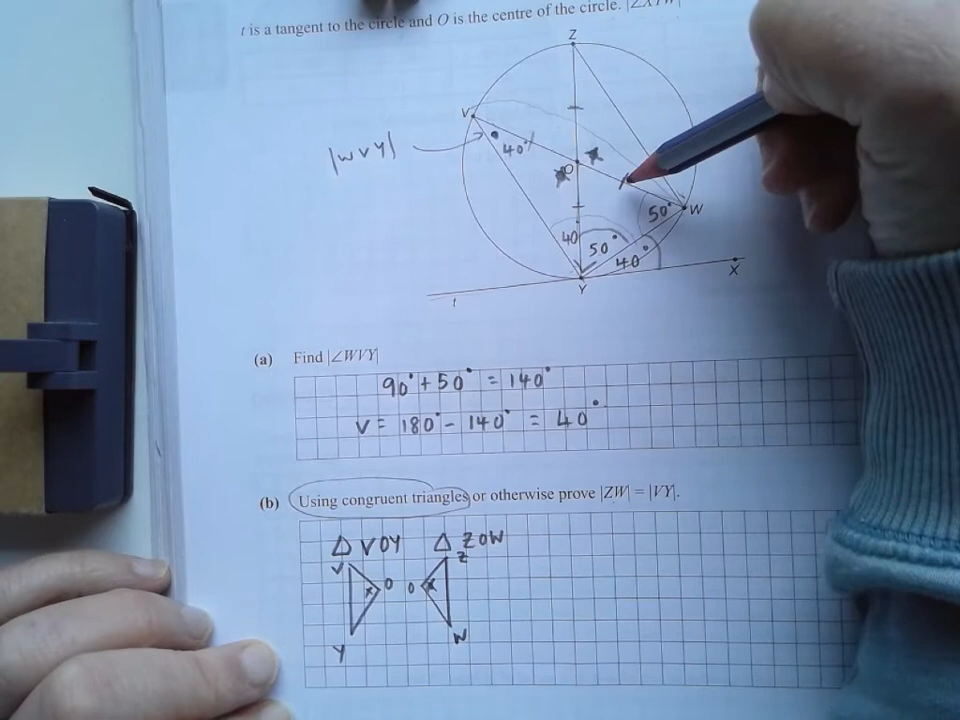 t is a tangent to the circle and O is the centre of the circle.
Z
V
|WVY|
40°
O
50°
W
40
50°
40°
X
Y
t
(a) Find |∠WVY|
90° + 50° = 140°
V = 180° - 140° = 40°
(b) Using congruent triangles or otherwise prove |ZW| = |VY|.
Δ VOY Δ ZOW
V Z
x O O x
Y W